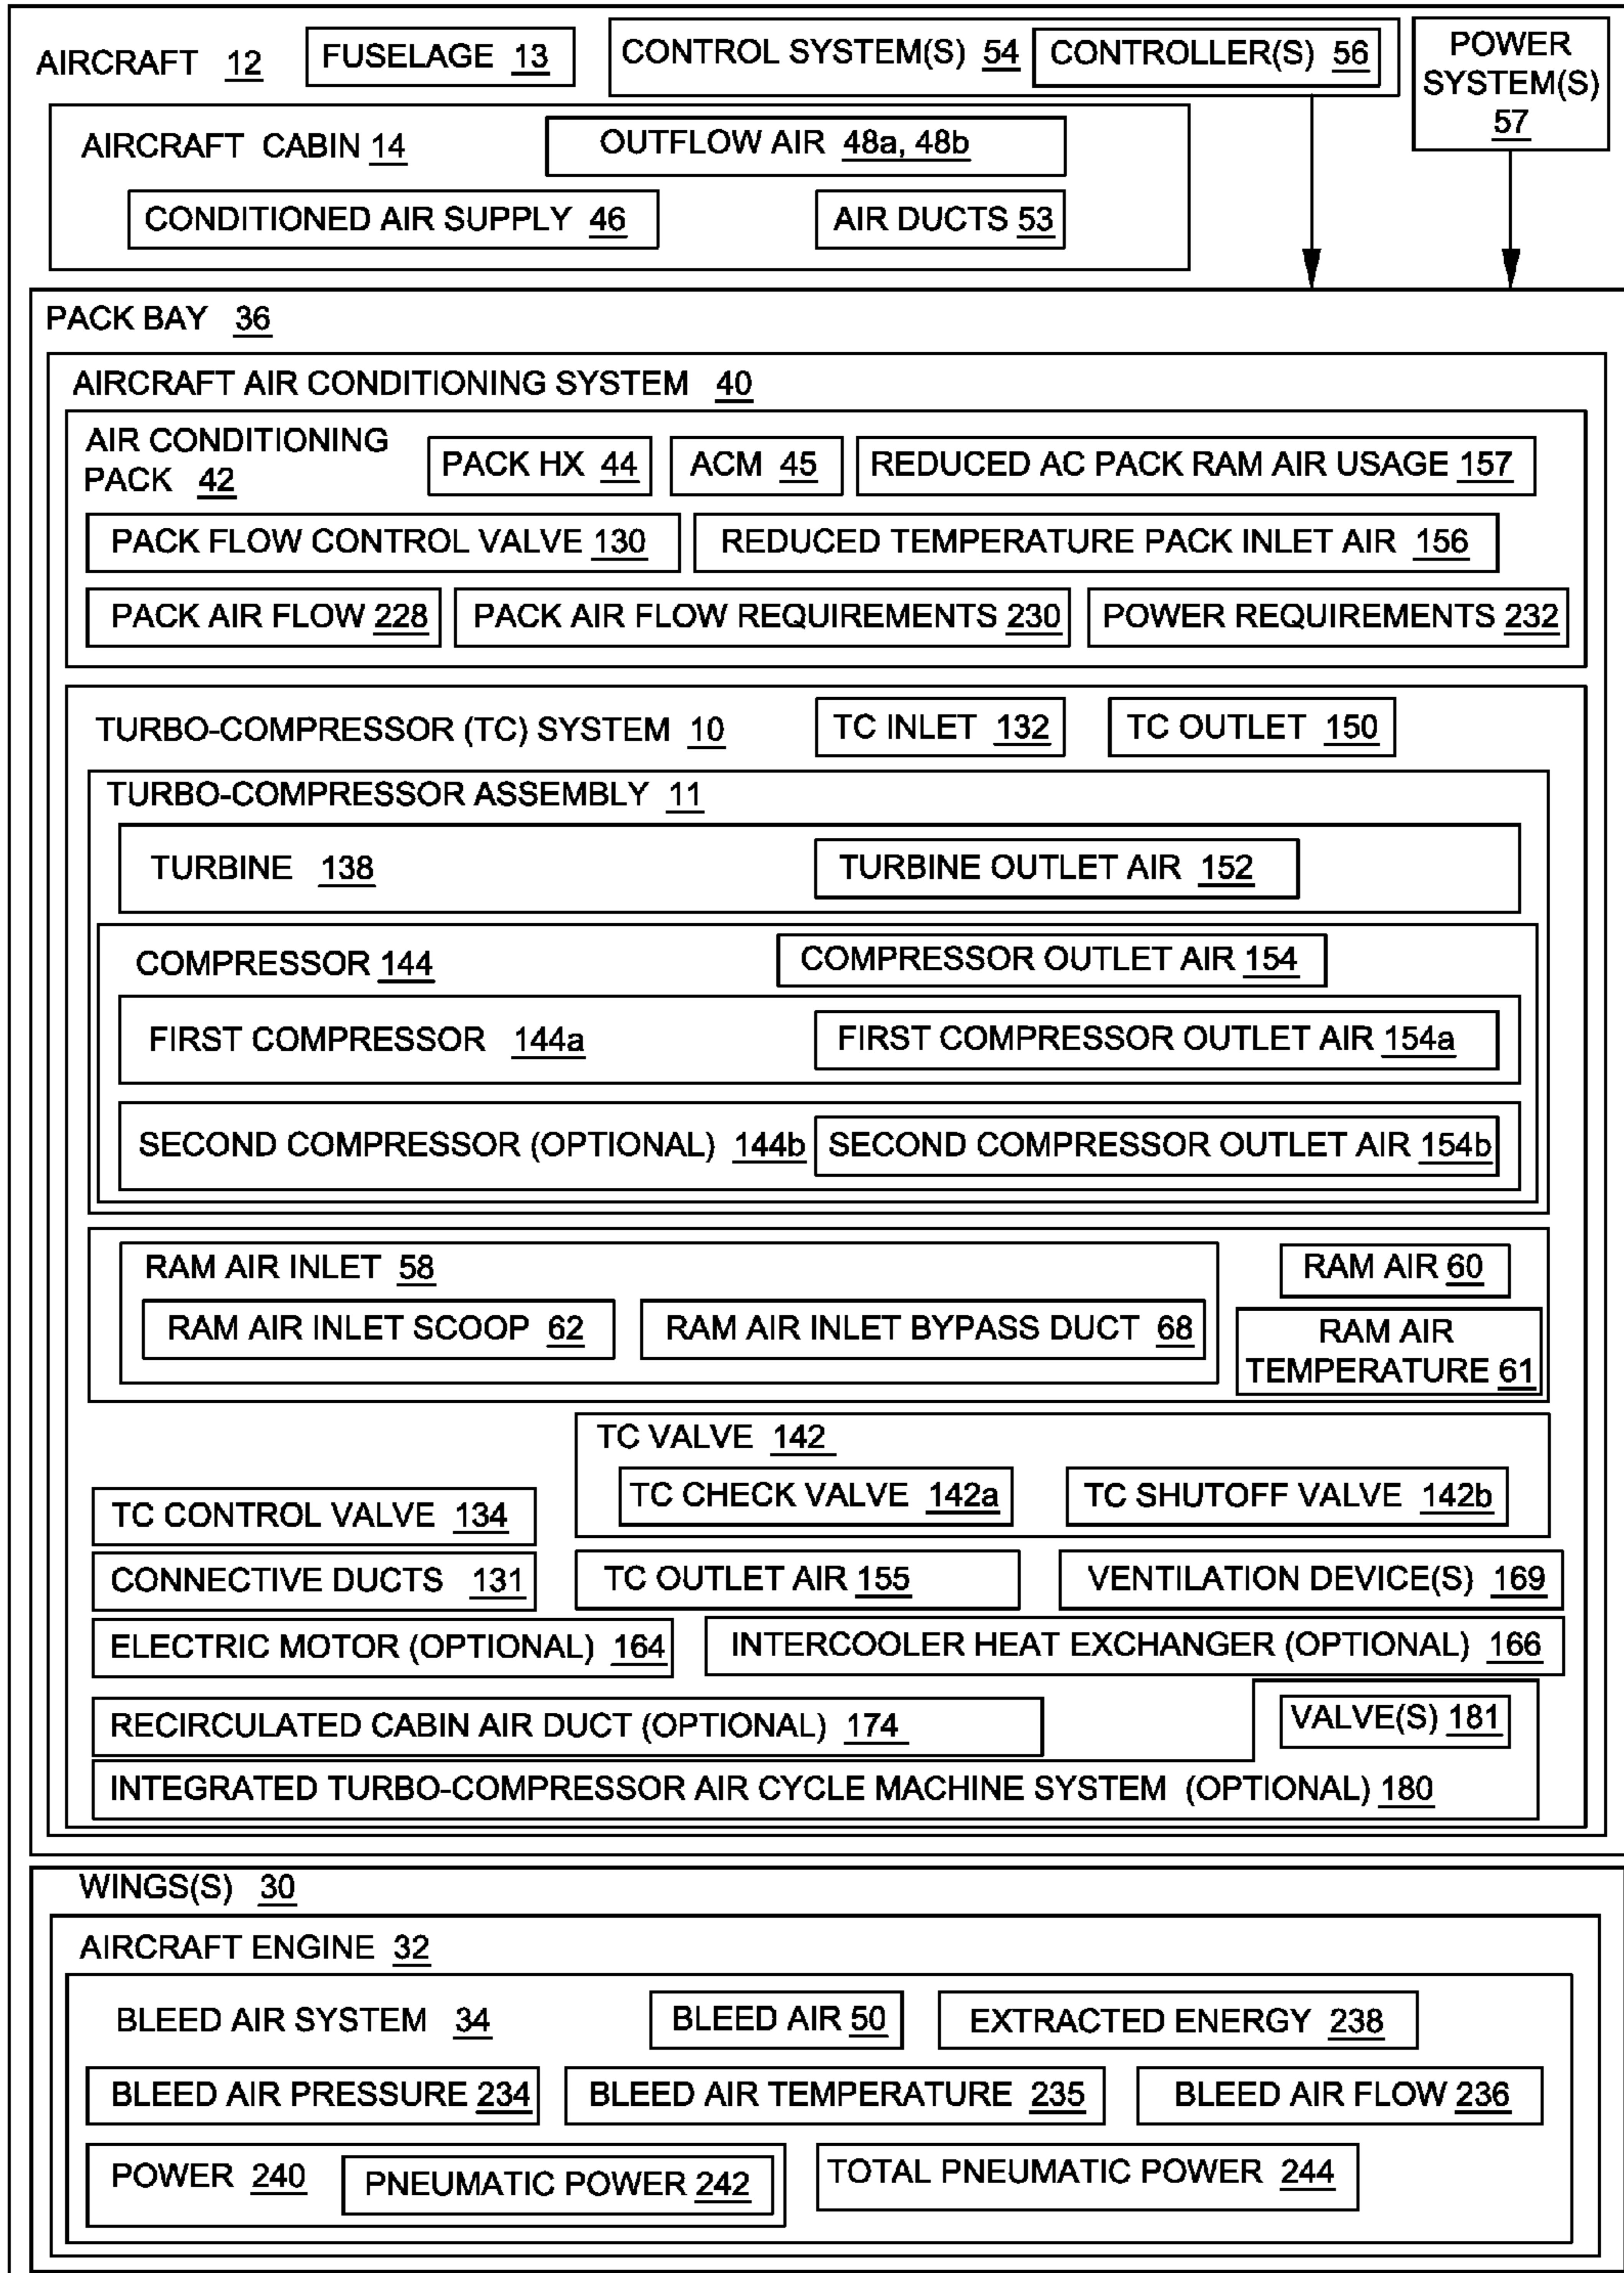 AIRCRAFT 12
FUSELAGE 13
CONTROL SYSTEM(S) 54
CONTROLLER(S) 56
POWER
SYSTEM(S)
57
AIRCRAFT CABIN 14
OUTFLOW AIR 48a, 48b
CONDITIONED AIR SUPPLY 46
AIR DUCTS 53
PACK BAY 36
AIRCRAFT AIR CONDITIONING SYSTEM 40
AIR CONDITIONING
PACK 42
PACK HX 44
ACM 45
REDUCED AC PACK RAM AIR USAGE 157
PACK FLOW CONTROL VALVE 130
REDUCED TEMPERATURE PACK INLET AIR 156
PACK AIR FLOW 228
PACK AIR FLOW REQUIREMENTS 230
POWER REQUIREMENTS 232
TURBO-COMPRESSOR (TC) SYSTEM 10
TC INLET 132
TC OUTLET 150
TURBO-COMPRESSOR ASSEMBLY 11
TURBINE 138
TURBINE OUTLET AIR 152
COMPRESSOR 144
COMPRESSOR OUTLET AIR 154
FIRST COMPRESSOR 144a
FIRST COMPRESSOR OUTLET AIR 154a
SECOND COMPRESSOR (OPTIONAL) 144b
SECOND COMPRESSOR OUTLET AIR 154b
RAM AIR INLET 58
RAM AIR 60
RAM AIR INLET SCOOP 62
RAM AIR INLET BYPASS DUCT 68
RAM AIR
TEMPERATURE 61
TC VALVE 142
TC CHECK VALVE 142a
TC SHUTOFF VALVE 142b
TC CONTROL VALVE 134
CONNECTIVE DUCTS 131
TC OUTLET AIR 155
VENTILATION DEVICE(S) 169
ELECTRIC MOTOR (OPTIONAL) 164
INTERCOOLER HEAT EXCHANGER (OPTIONAL) 166
RECIRCULATED CABIN AIR DUCT (OPTIONAL) 174
VALVE(S) 181
INTEGRATED TURBO-COMPRESSOR AIR CYCLE MACHINE SYSTEM (OPTIONAL) 180
WINGS(S) 30
AIRCRAFT ENGINE 32
BLEED AIR SYSTEM 34
BLEED AIR 50
EXTRACTED ENERGY 238
BLEED AIR PRESSURE 234
BLEED AIR TEMPERATURE 235
BLEED AIR FLOW 236
POWER 240
PNEUMATIC POWER 242
TOTAL PNEUMATIC POWER 244